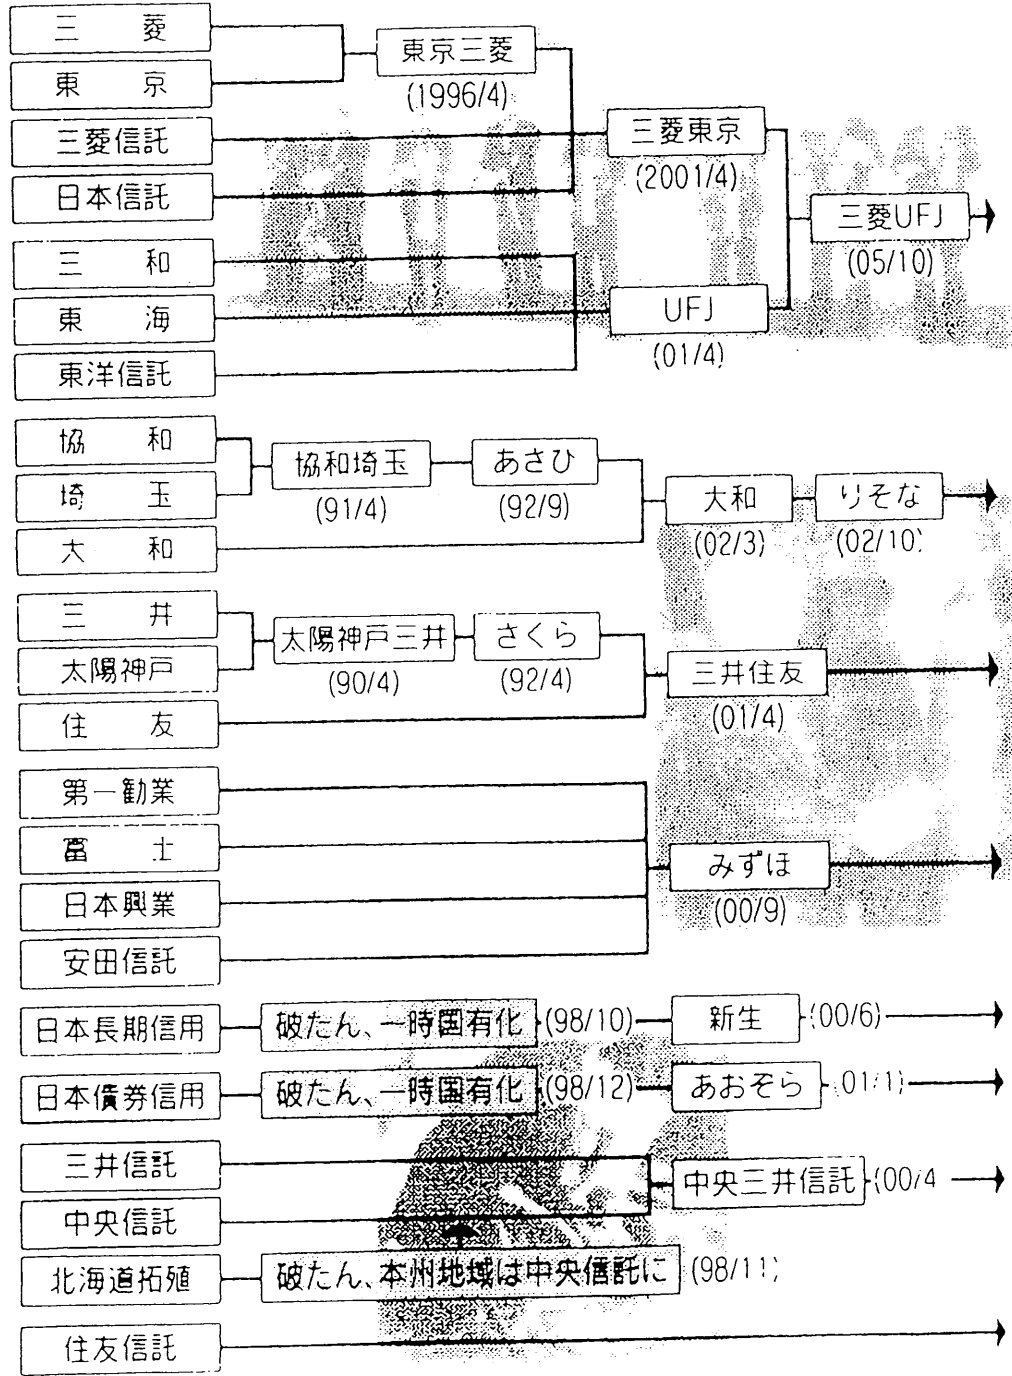 三菱
東京
東京三菱
(1996/4)
三菱信託
日本信託
三菱東京
(2001/4)
三和
東海
東洋信託
UFJ
(01/4)
三菱UFJ
(05/10)
協和
埼玉
協和埼玉
(91/4)
あさひ
(92/9)
大和
大和
(02/3)
りそな
(02/10)
三井
太陽神戸
太陽神戸三井
(90/4)
さくら
(92/4)
住友
三井住友
(01/4)
第一勧業
富士
日本興業
安田信託
みずほ
(00/9)
日本長期信用
破たん、一時国有化
(98/10)
新生
(00/6)
日本債券信用
破たん、一時国有化
(98/12)
あおぞら
(01/1)
三井信託
中央信託
中央三井信託
(00/4
北海道拓殖
破たん、本州地域は中央信託に
(98/11)
住友信託